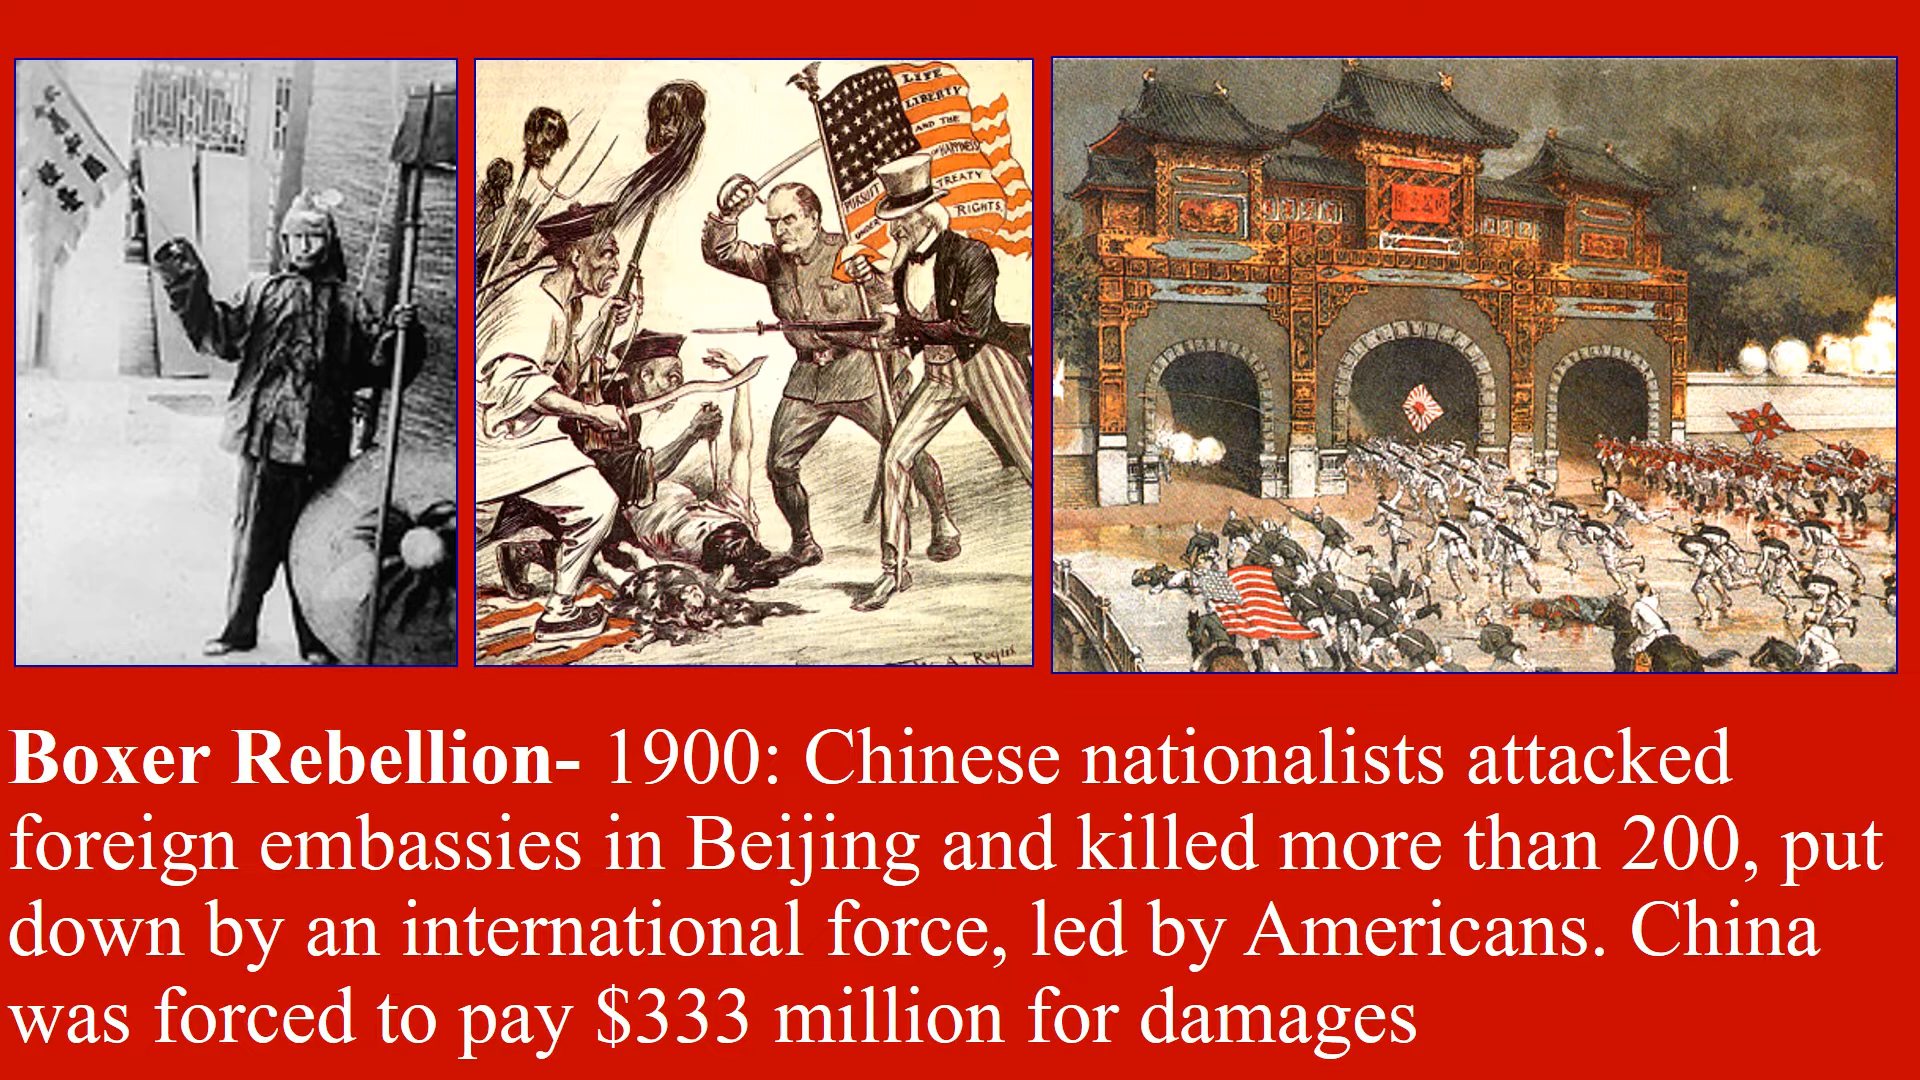 LIFE
LIBERTY
AND THE
PURSUIT
OF HAPPINESS
UNDER
TREATY
RIGHTS
Boxer Rebellion- 1900: Chinese nationalists attacked
foreign embassies in Beijing and killed more than 200, put
down by an international force, led by Americans. China
was forced to pay $333 million for damages